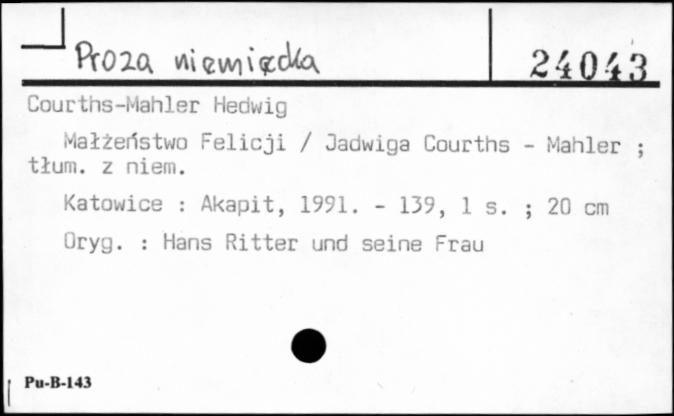 Proza niemiecka
24043
Courths-Mahler Hedwig
Małżeństwo Felicji / Jadwiga Courths - Mahler ;
tłum. z niem.
Katowice : Akapit, 1991. - 139, 1 s. ; 20 cm
Oryg. : Hans Ritter und seine Frau
Pu-B-143